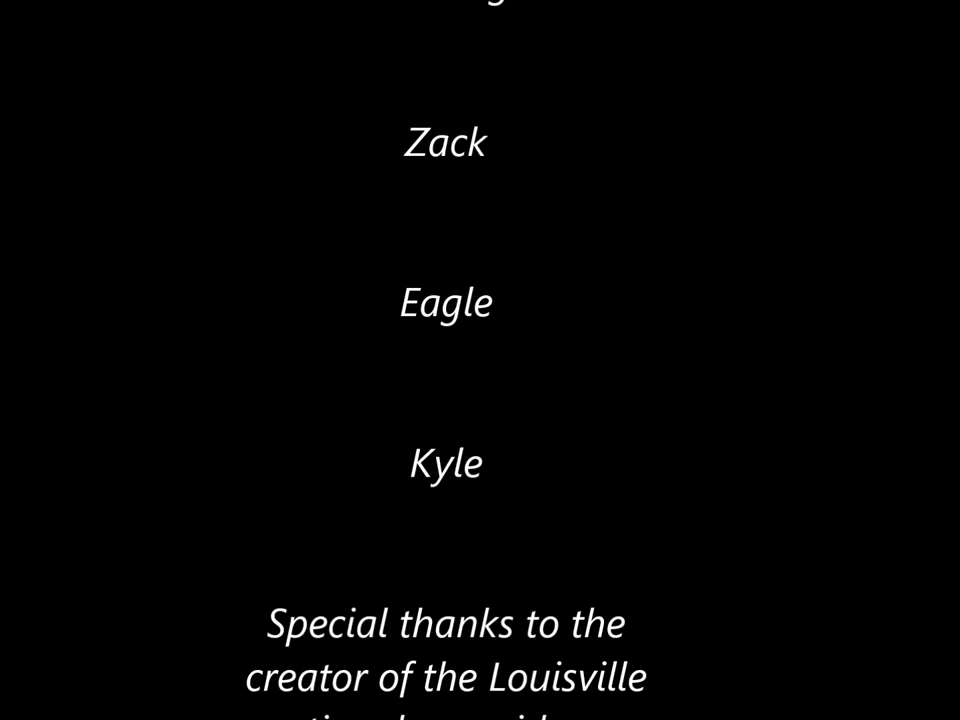 Zack
Eagle
Kyle
Special thanks to the
creator of the Louisville